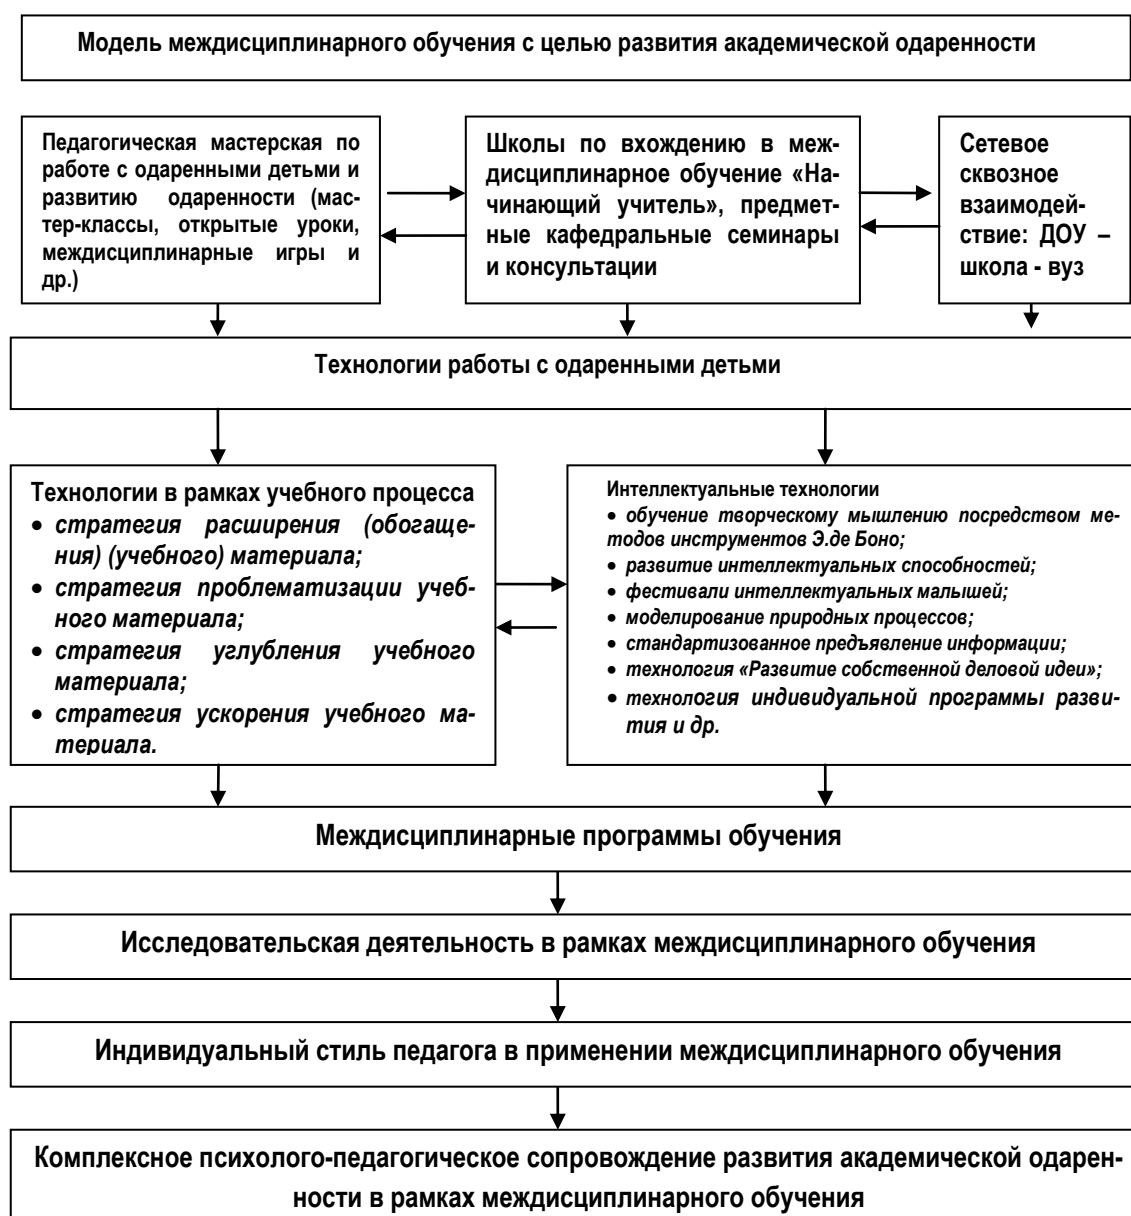 Модель междисциплинарного обучения с целью развития академической одаренности
Педагогическая мастерская по
работе с одаренными детьми и
развитию одаренности (мас-
тер-классы, открытые уроки,
междисциплинарные игры и
др.)
Школы по вхождению в меж-
дисциплинарное обучение «На-
чинающий учитель», предмет-
ные кафедральные семинары
и консультации
Сетевое
сквозное
взаимодей-
ствие: ДОУ –
школа - вуз
Технологии работы с одаренными детьми
Технологии в рамках учебного процесса
• стратегия расширения (обогаще-
ния) (учебного) материала;
• стратегия проблематизации учеб-
ного материала;
• стратегия углубления учебного
материала;
• стратегия ускорения учебного ма-
териала.
Интеллектуальные технологии
• обучение творческому мышлению посредством ме-
тодов инструментов Э.де Боно;
• развитие интеллектуальных способностей;
• фестивали интеллектуальных малышей;
• моделирование природных процессов;
• стандартизованное предъявление информации;
• технология «Развитие собственной деловой идеи»;
• технология индивидуальной программы разви-
тия и др.
Междисциплинарные программы обучения
Исследовательская деятельность в рамках междисциплинарного обучения
Индивидуальный стиль педагога в применении междисциплинарного обучения
Комплексное психолого-педагогическое сопровождение развития академической одарен-
ности в рамках междисциплинарного обучения